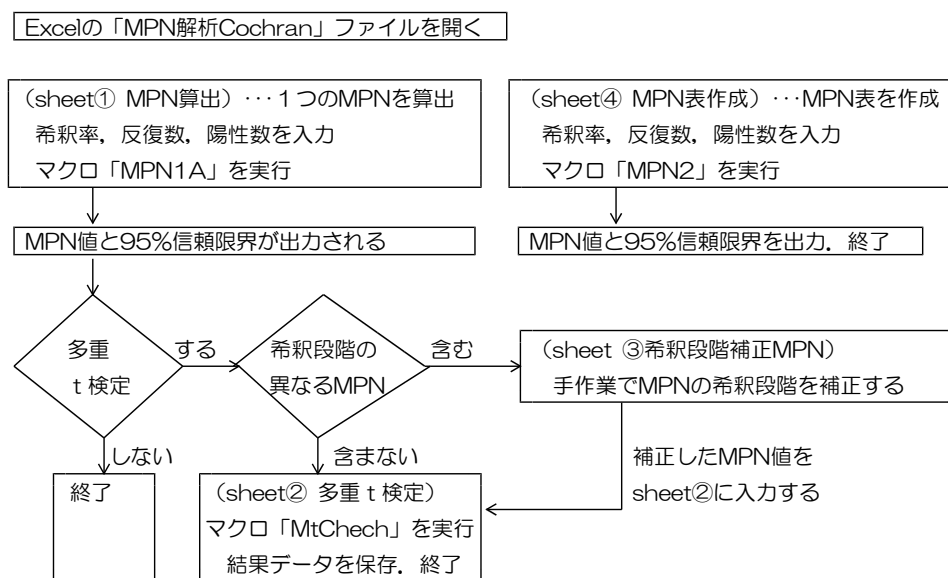 Excelの「MPN解析Cochran」ファイルを開く
（sheet① MPN算出）･･･１つのMPNを算出
希釈率，反復数，陽性数を入力
マクロ「MPN1A」を実行
（sheet④ MPN表作成）･･･MPN表を作成
希釈率，反復数，陽性数を入力
マクロ「MPN2」を実行
MPN値と95%信頼限界が出力される
MPN値と95%信頼限界を出力．終了
多重
ｔ検定
する
希釈段階の
異なるMPN
含む
（sheet ③希釈段階補正MPN）
手作業でMPNの希釈段階を補正する
しない
含まない
補正したMPN値を
sheet②に入力する
終了
（sheet② 多重ｔ検定）
マクロ「MtChech」を実行
結果データを保存．終了